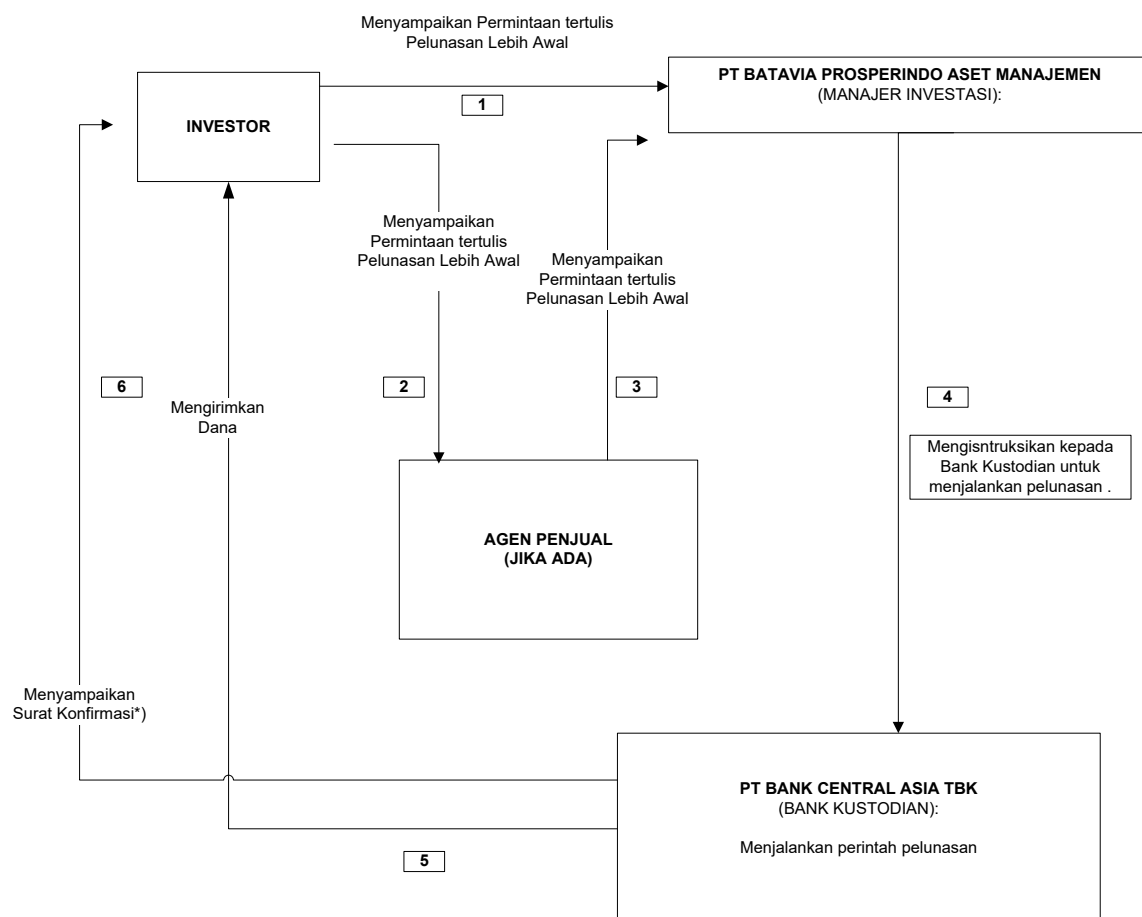 Menyampaikan Permintaan tertulis
Pelunasan Lebih Awal
PT BATAVIA PROSPERINDO ASET MANAJEMEN
(MANAJER INVESTASI):
1
INVESTOR
Menyampaikan
Permintaan tertulis
Pelunasan Lebih Awal
Menyampaikan
Permintaan tertulis
Pelunasan Lebih Awal
6
2
3
4
Mengirimkan
Dana
Mengisntruksikan kepada
Bank Kustodian untuk
menjalankan pelunasan .
AGEN PENJUAL
(JIKA ADA)
Menyampaikan
Surat Konfirmasi*)
PT BANK CENTRAL ASIA TBK
(BANK KUSTODIAN):
Menjalankan perintah pelunasan
5